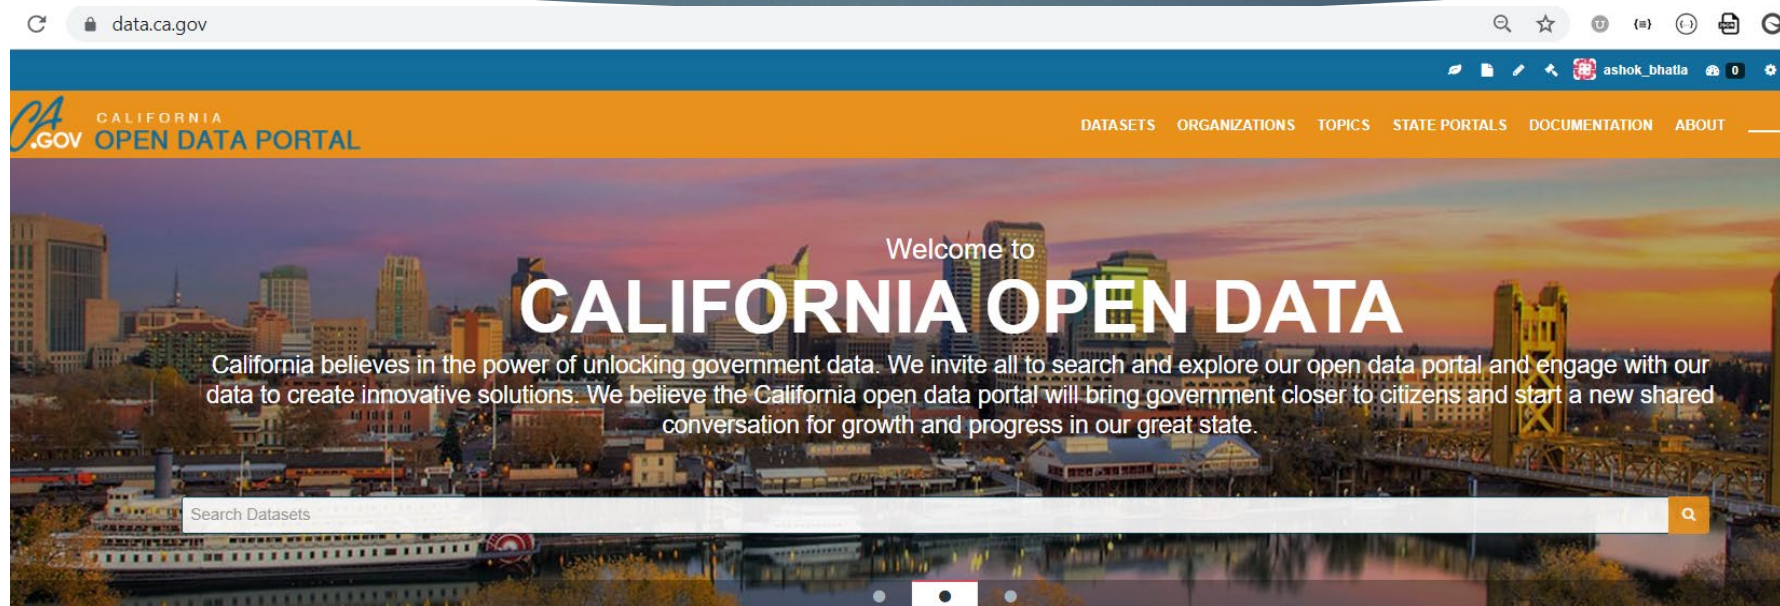 data.ca.gov
ashok_bhatia 0
CA
.GOV
CALIFORNIA
OPEN DATA PORTAL
DATASETS ORGANIZATIONS TOPICS STATE PORTALS DOCUMENTATION ABOUT
Welcome to
CALIFORNIA OPEN DATA
California believes in the power of unlocking government data. We invite all to search and explore our open data portal and engage with our
data to create innovative solutions. We believe the California open data portal will bring government closer to citizens and start a new shared
conversation for growth and progress in our great state.
Search Datasets